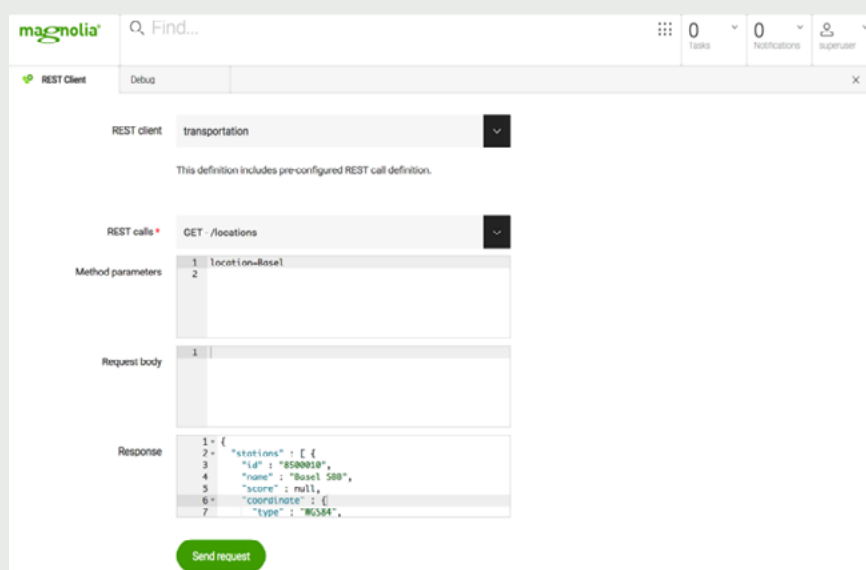 magnolia®
Find...
0
Tasks
0
Notifications
superuser
REST Client
Debug
REST client
transportation
This definition includes pre-configured REST call definition.
REST calls *
GET - /locations
Method parameters
1 location=Basel
2
Request body
1
Response
1 {
2 "stations" : [ {
3 "id" : "8500010",
4 "name" : "Basel SBB",
5 "score" : null,
6 "coordinate" : {
7 "type" : "WGS84",
Send request